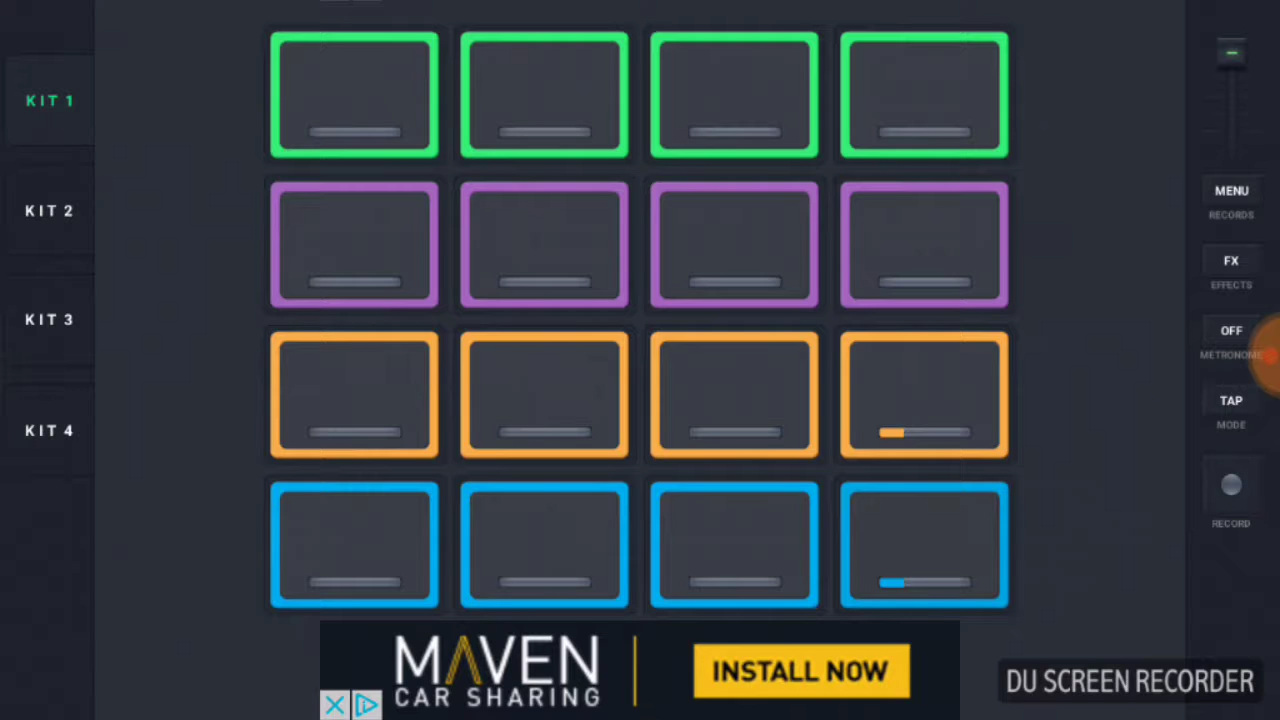 KIT 1
KIT 2
KIT 3
KIT 4
MENU
RECORDS
FX
EFFECTS
OFF
METRONOME
TAP
MODE
RECORD
MAVEN
CAR SHARING
INSTALL NOW
DU SCREEN RECORDER